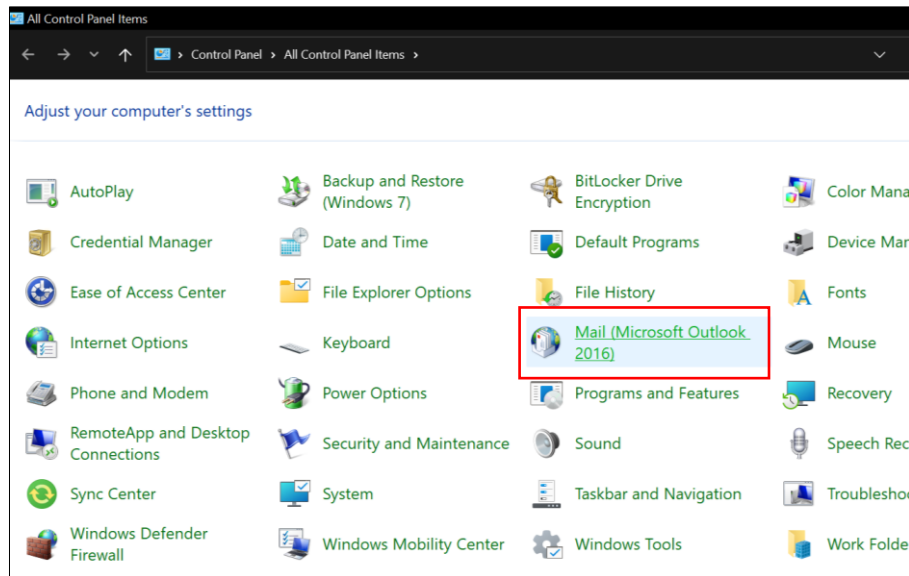 All Control Panel Items
Control Panel > All Control Panel Items >
Adjust your computer's settings
AutoPlay
Backup and Restore
(Windows 7)
BitLocker Drive
Encryption
Color Mana
Credential Manager
Date and Time
Default Programs
Device Mar
Ease of Access Center
File Explorer Options
File History
Fonts
Internet Options
Keyboard
Mail (Microsoft Outlook
2016)
Mouse
Phone and Modem
Power Options
Programs and Features
Recovery
RemoteApp and Desktop
Connections
Security and Maintenance
Sound
Speech Rec
Sync Center
System
Taskbar and Navigation
Troublesho
Windows Defender
Firewall
Windows Mobility Center
Windows Tools
Work Folde